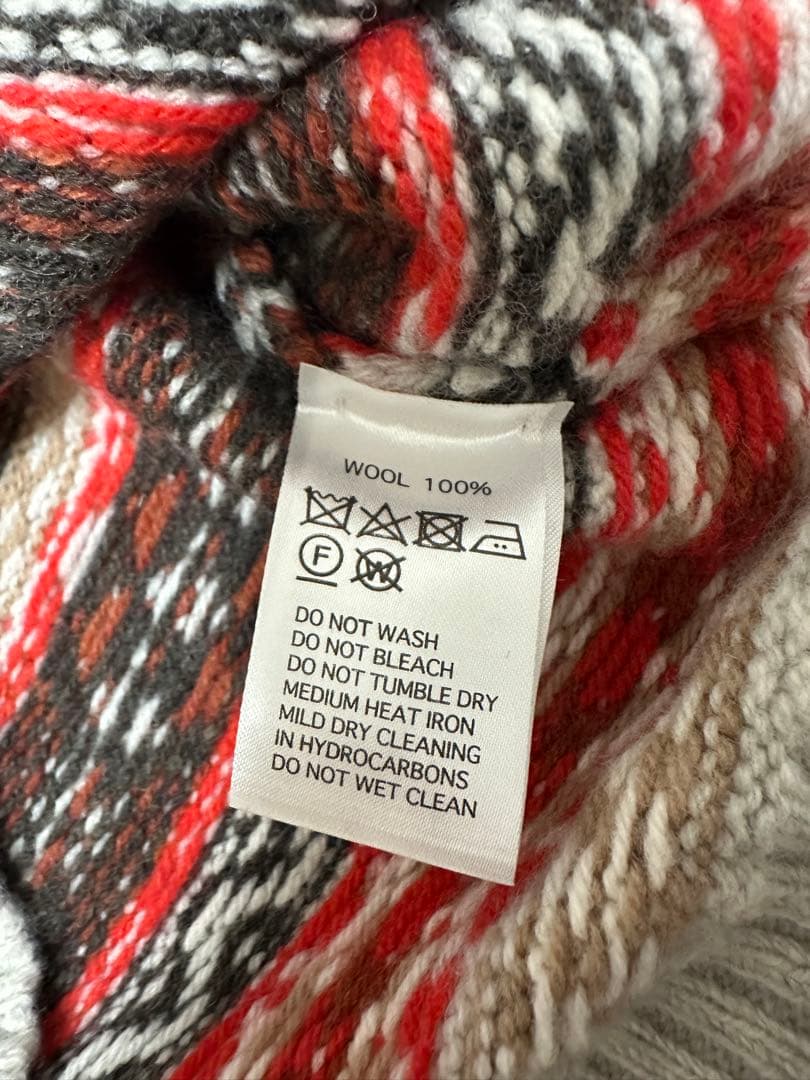 WOOL 100%
F W
DO NOT WASH
DO NOT BLEACH
DO NOT TUMBLE DRY
MEDIUM HEAT IRON
MILD DRY CLEANING
IN HYDROCARBONS
DO NOT WET CLEAN